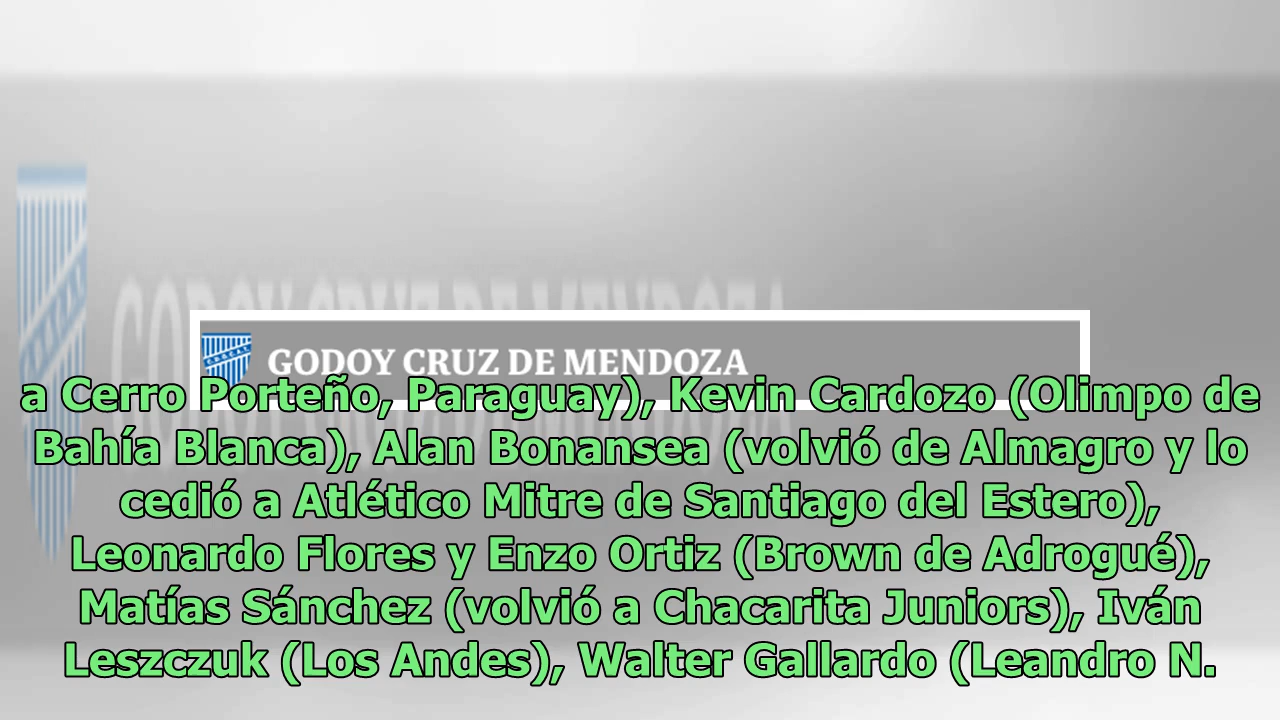 GODOY CRUZ DE MENDOZA
a Cerro Porteño, Paraguay), Kevin Cardozo (Olimpo de
Bahía Blanca), Alan Bonansea (volvió de Almagro y lo
cedió a Atlético Mitre de Santiago del Estero),
Leonardo Flores y Enzo Ortiz (Brown de Adrogué),
Matías Sánchez (volvió a Chacarita Juniors), Iván
Leszczuk (Los Andes), Walter Gallardo (Leandro N.